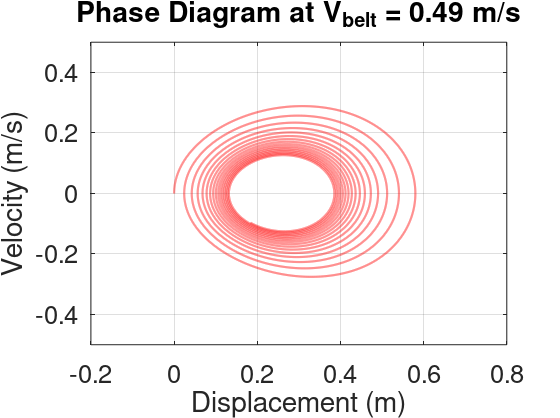 Phase Diagram at V_belt = 0.49 m/s
0.4
0.2
0
-0.2
-0.4
Velocity (m/s)
-0.2 0 0.2 0.4 0.6 0.8
Displacement (m)